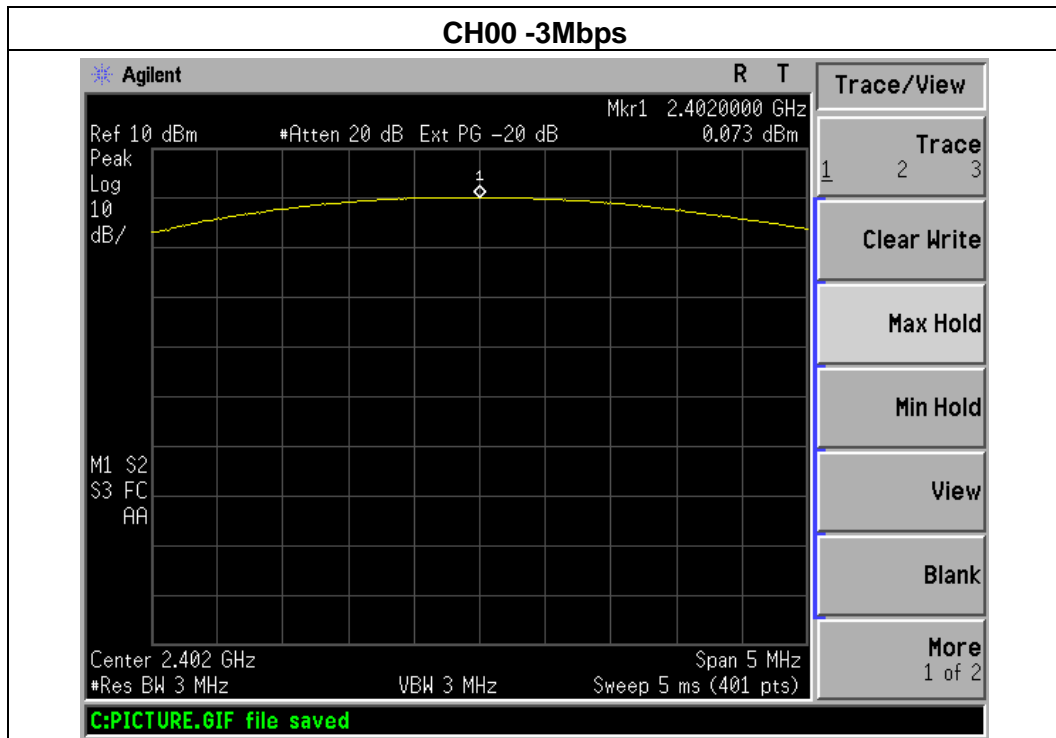 CH00 -3Mbps
Agilent R T
Mkr1 2.4020000 GHz
Ref 10 dBm #Atten 20 dB Ext PG -20 dB 0.073 dBm
Peak
Log
10
dB/
1
M1 S2
S3 FC
AA
Center 2.402 GHz Span 5 MHz
#Res BW 3 MHz VBW 3 MHz Sweep 5 ms (401 pts)
C:PICTURE.GIF file saved
Trace/View
Trace
1 2 3
Clear Write
Max Hold
Min Hold
View
Blank
More
1 of 2